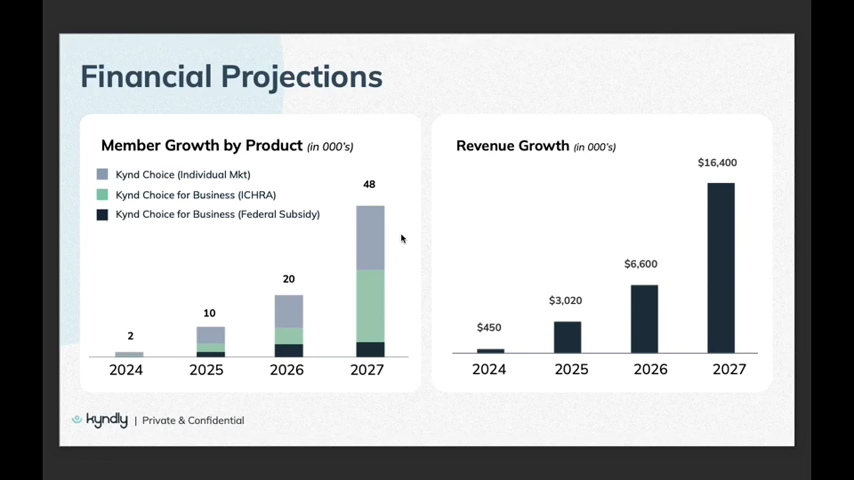 Financial Projections
Member Growth by Product (in 000's)
Kynd Choice (Individual Mkt)
Kynd Choice for Business (ICHRA)
Kynd Choice for Business (Federal Subsidy)
2
10
20
48
2024
2025
2026
2027
Revenue Growth (in 000's)
$450
$3,020
$6,600
$16,400
2024
2025
2026
2027
kyndly | Private & Confidential